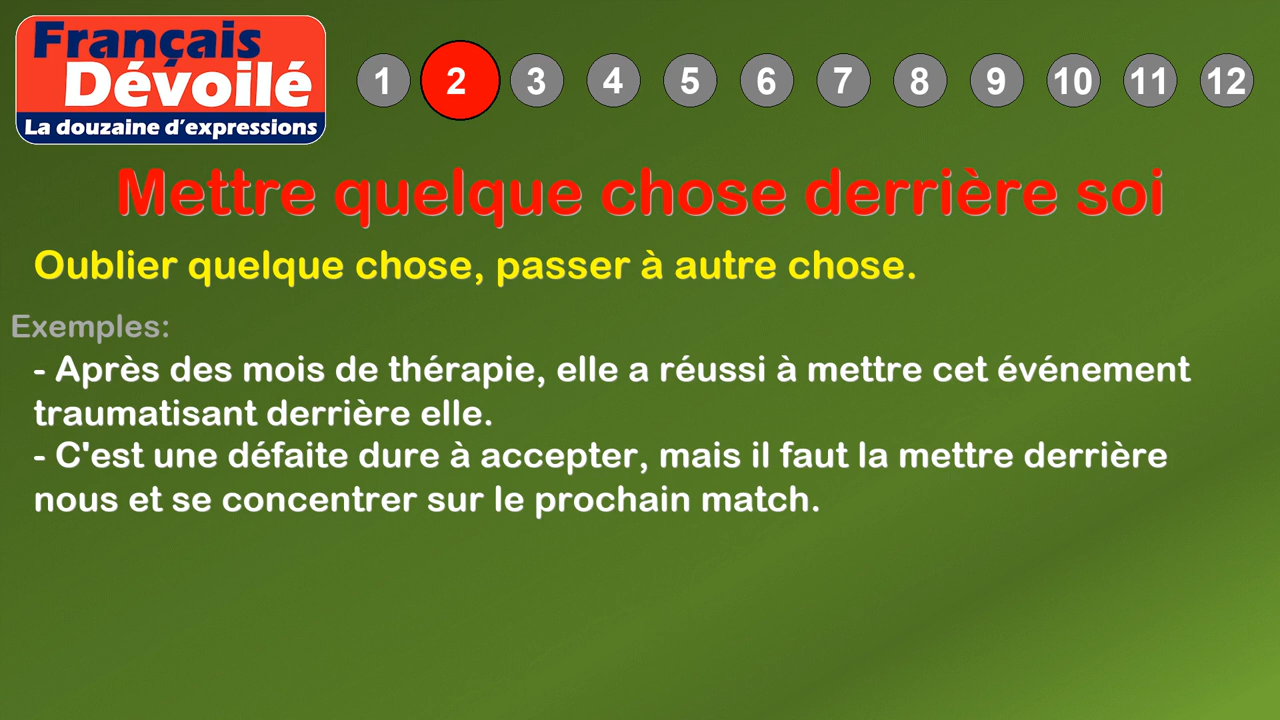 Français
Dévoilé
La douzaine d'expressions
1 2 3 4 5 6 7 8 9 10 11 12
Mettre quelque chose derrière soi
Oublier quelque chose, passer à autre chose.
Exemples:
- Après des mois de thérapie, elle a réussi à mettre cet événement
traumatisant derrière elle.
- C'est une défaite dure à accepter, mais il faut la mettre derrière
nous et se concentrer sur le prochain match.